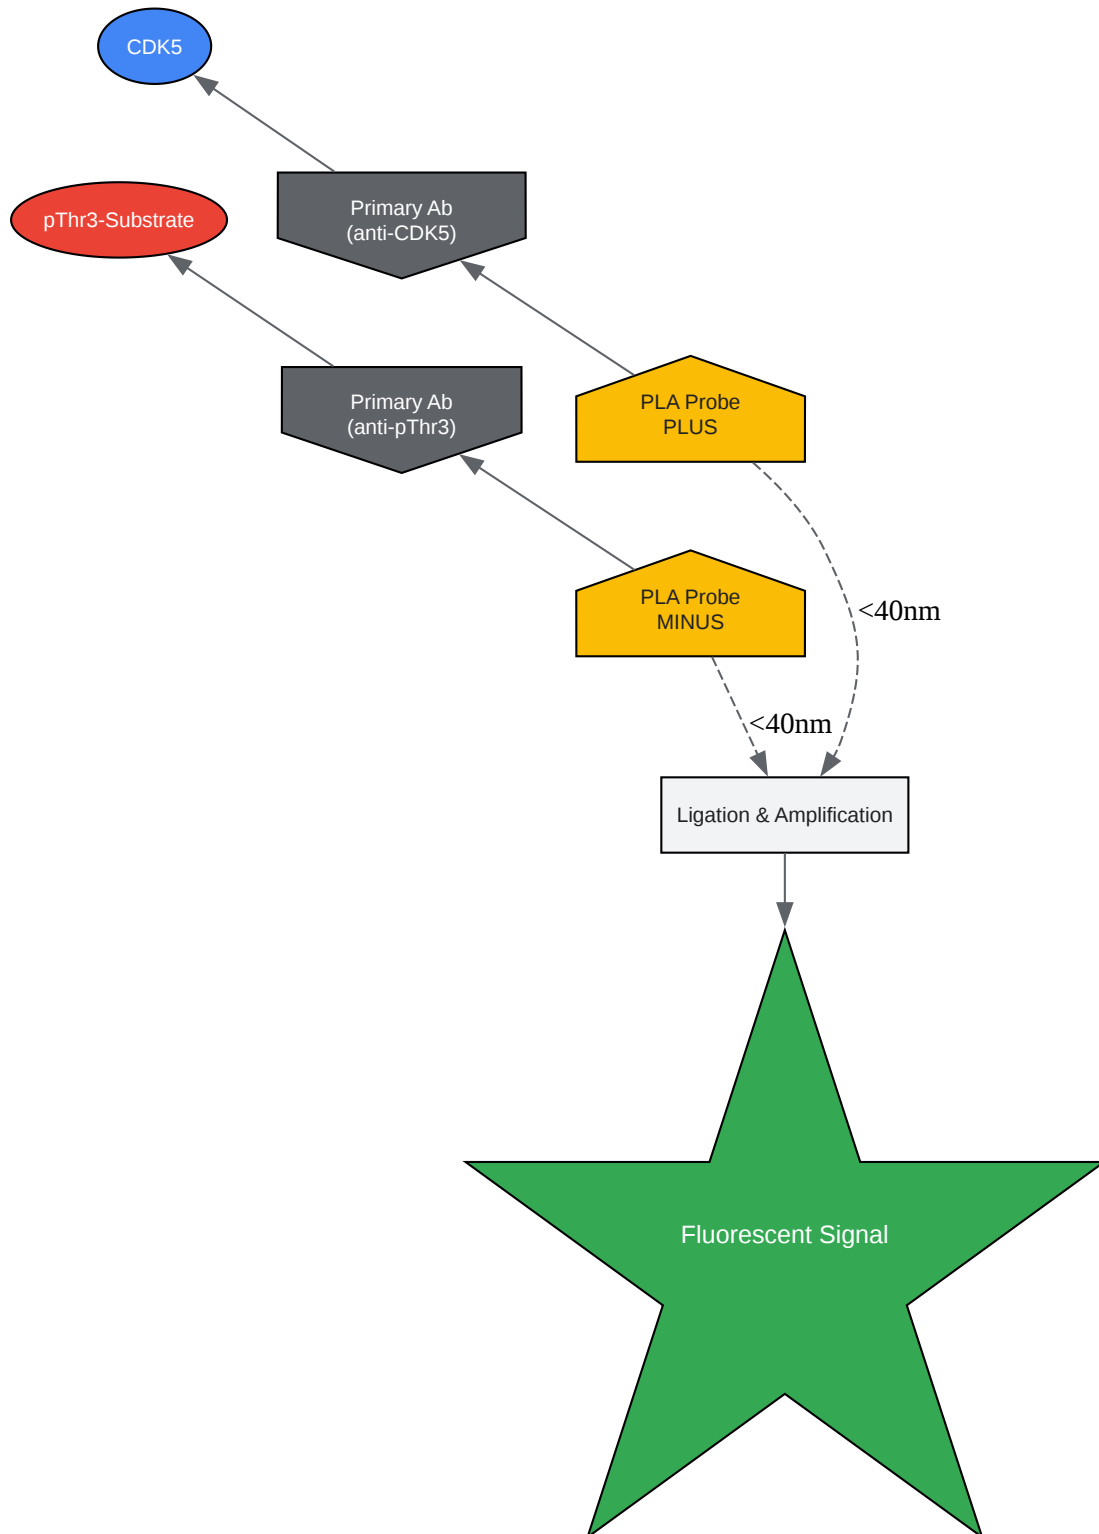 CDK5
Primary Ab
(anti-CDK5)
pThr3-Substrate
PLA Probe
PLUS
Primary Ab
(anti-pThr3)
PLA Probe
MINUS
<40nm
<40nm
Ligation & Amplification
Fluorescent Signal